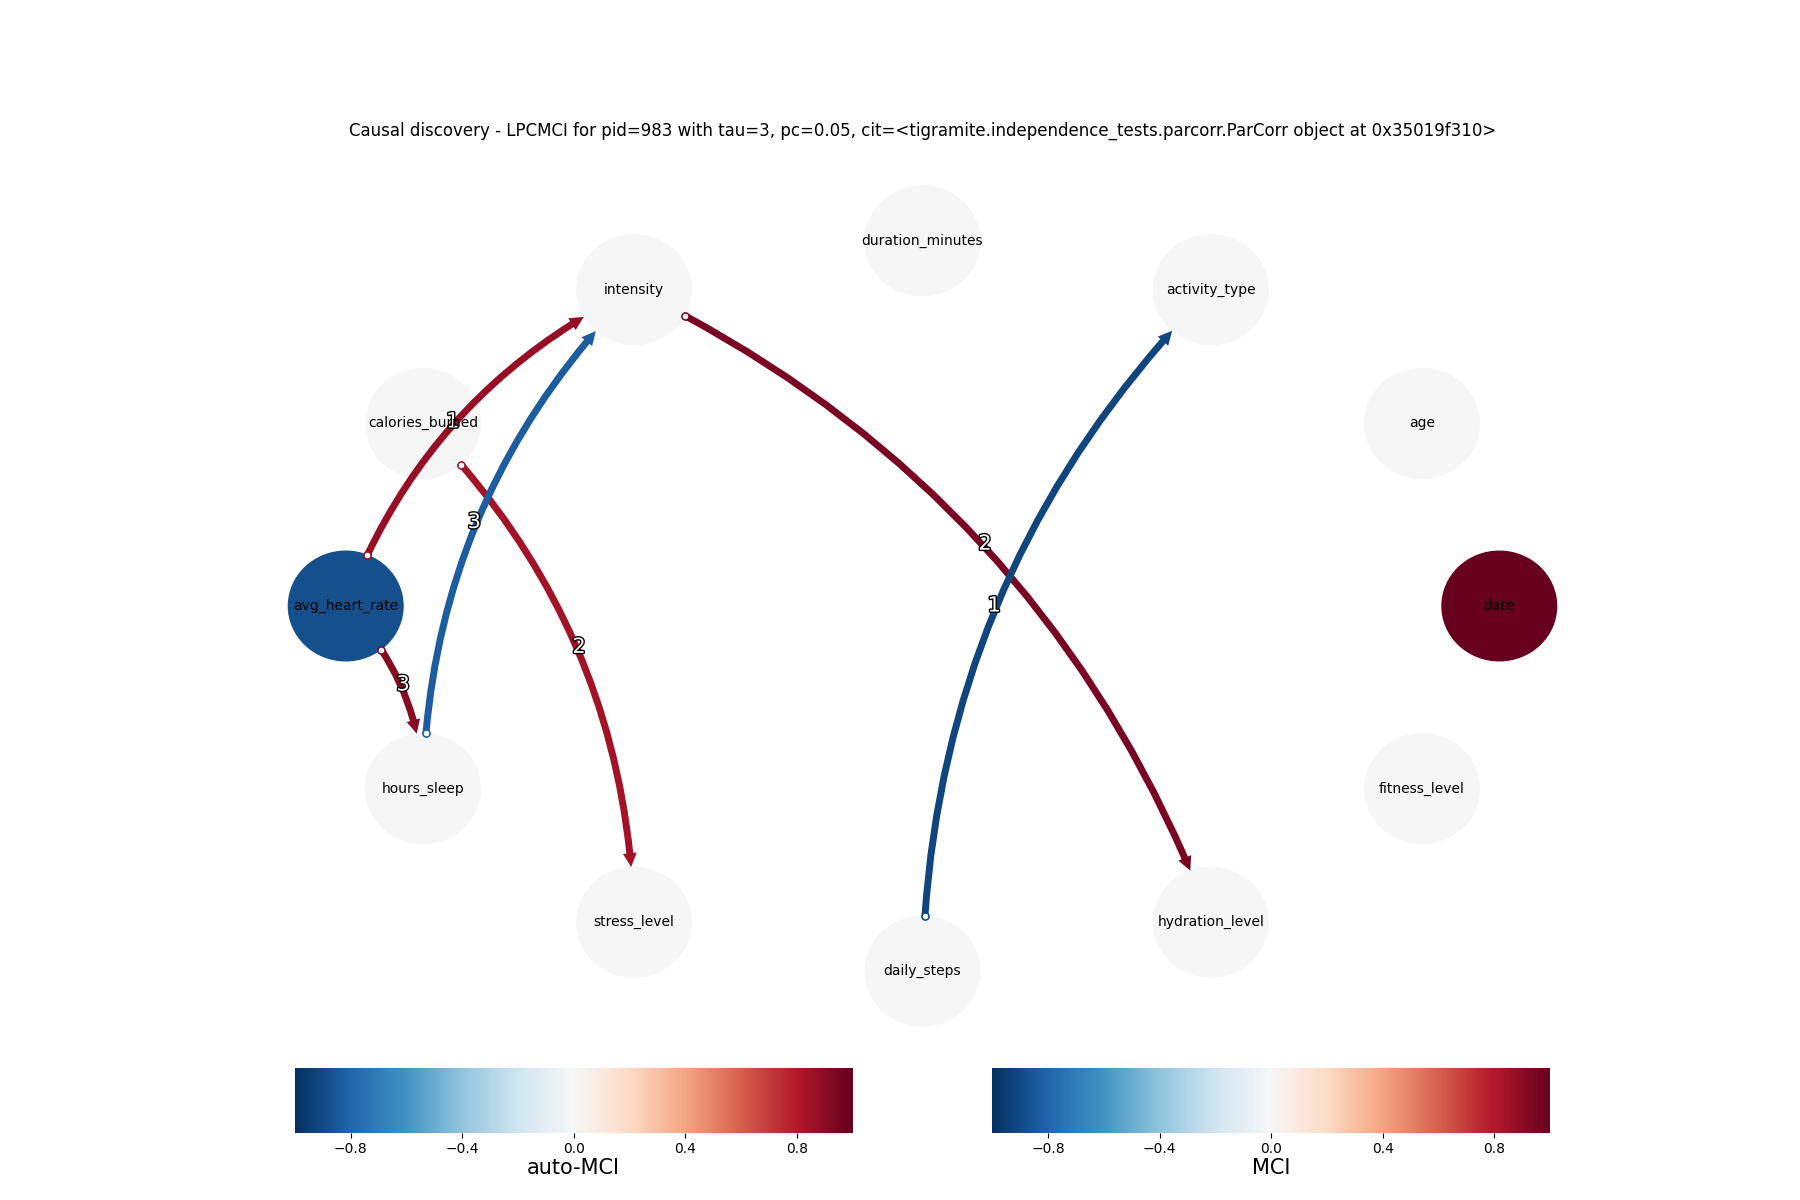 Causal discovery - LPCMCI for pid=983 with tau=3, pc=0.05, cit=<tigramite.independence_tests.parcorr.ParCorr object at 0x35019f310>
duration_minutes
intensity
activity_type
calories_burned
1
age
3
2
avg_heart_rate
1
date
2
3
hours_sleep
fitness_level
stress_level
hydration_level
daily_steps
−0.8 −0.4 0.0 0.4 0.8
auto-MCI
−0.8 −0.4 0.0 0.4 0.8
MCI